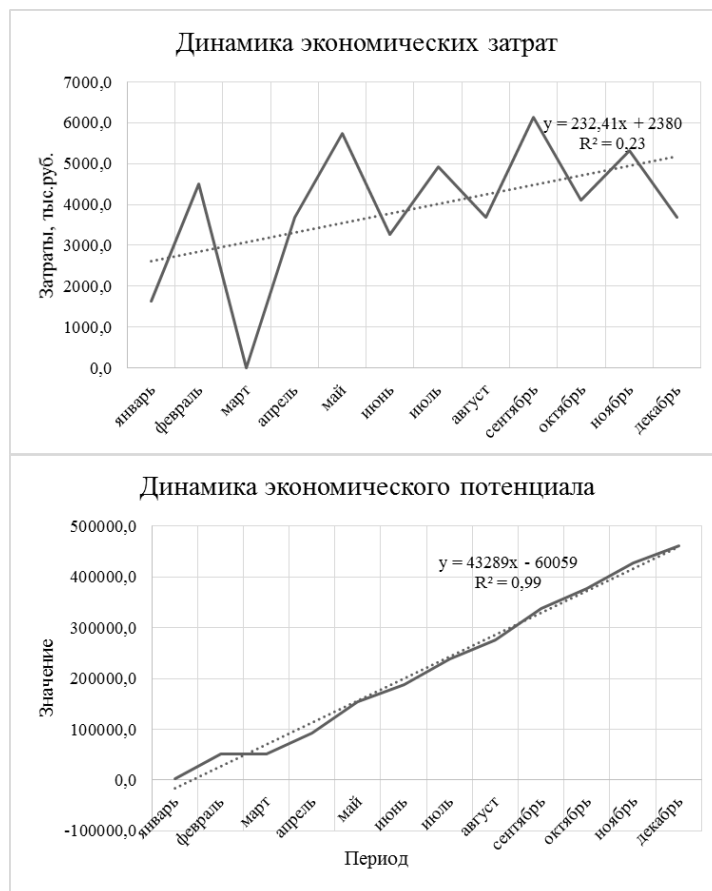 Динамика экономических затрат
7000,0
6000,0
5000,0
4000,0
3000,0
2000,0
1000,0
0,0
Затраты, тыс.руб.
y = 232,41x + 2380
R² = 0,23
январь
февраль
март
апрель
май
июнь
июль
август
сентябрь
октябрь
ноябрь
декабрь
Динамика экономического потенциала
500000,0
400000,0
300000,0
200000,0
100000,0
0,0
-100000,0
Значение
y = 43289x - 60059
R² = 0,99
январь
февраль
март
апрель
май
июнь
июль
август
сентябрь
октябрь
ноябрь
декабрь
Период